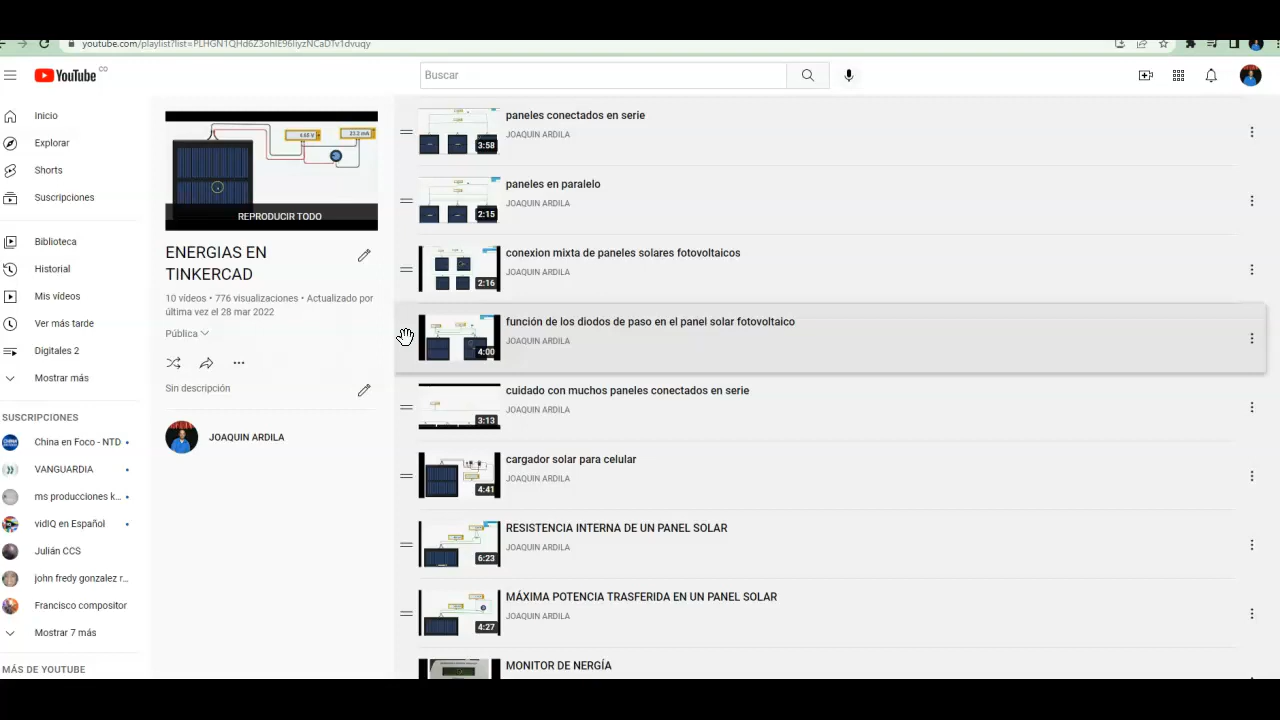 youtube.com/playlist?list=PLHGN1QHd6Z3ohIE96IiyzNCaDTv1dvuqy
YouTube CO
Buscar
Inicio
Explorar
Shorts
Suscripciones
Biblioteca
Historial
Mis vídeos
Ver más tarde
Digitales 2
Mostrar más
SUSCRIPCIONES
China en Foco - NTD
VANGUARDIA
ms producciones k...
vidIQ en Español
Julián CCS
john fredy gonzalez r...
Francisco compositor
Mostrar 7 más
MÁS DE YOUTUBE
REPRODUCIR TODO
ENERGIAS EN
TINKERCAD
10 vídeos • 776 visualizaciones • Actualizado por
última vez el 28 mar 2022
Pública
Sin descripción
JOAQUIN ARDILA
paneles conectados en serie
JOAQUIN ARDILA
3:58
paneles en paralelo
JOAQUIN ARDILA
2:15
conexion mixta de paneles solares fotovoltaicos
JOAQUIN ARDILA
2:16
función de los diodos de paso en el panel solar fotovoltaico
JOAQUIN ARDILA
4:00
cuidado con muchos paneles conectados en serie
JOAQUIN ARDILA
3:13
cargador solar para celular
JOAQUIN ARDILA
4:41
RESISTENCIA INTERNA DE UN PANEL SOLAR
JOAQUIN ARDILA
6:23
MÁXIMA POTENCIA TRASFERIDA EN UN PANEL SOLAR
JOAQUIN ARDILA
4:27
MONITOR DE NERGÍA